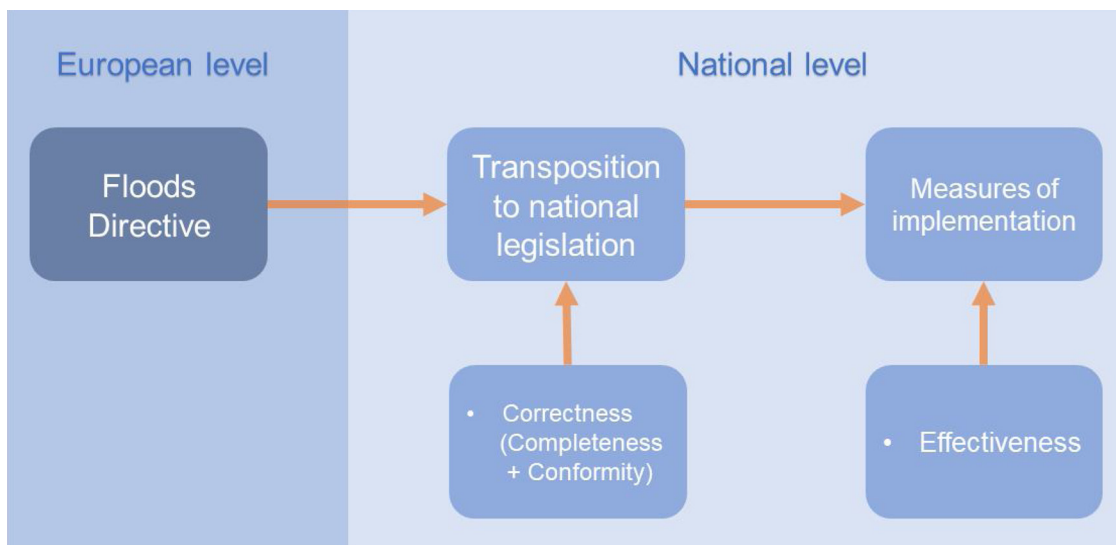 European level
National level
Floods
Directive
Transposition
to national
legislation
Measures of
implementation
• Correctness
(Completeness
+ Conformity)
• Effectiveness